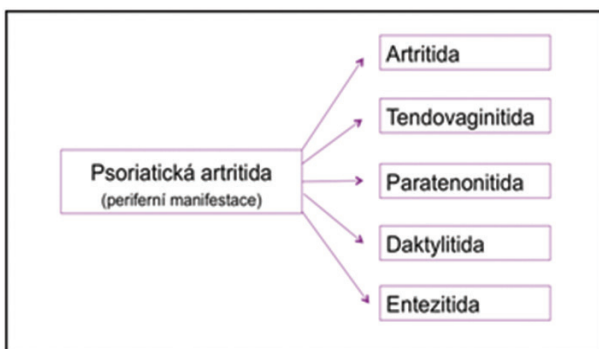 Psoriatická artritida
(periferní manifestace)
Artritida
Tendovaginitida
Paratenonitida
Daktylitida
Entezitida